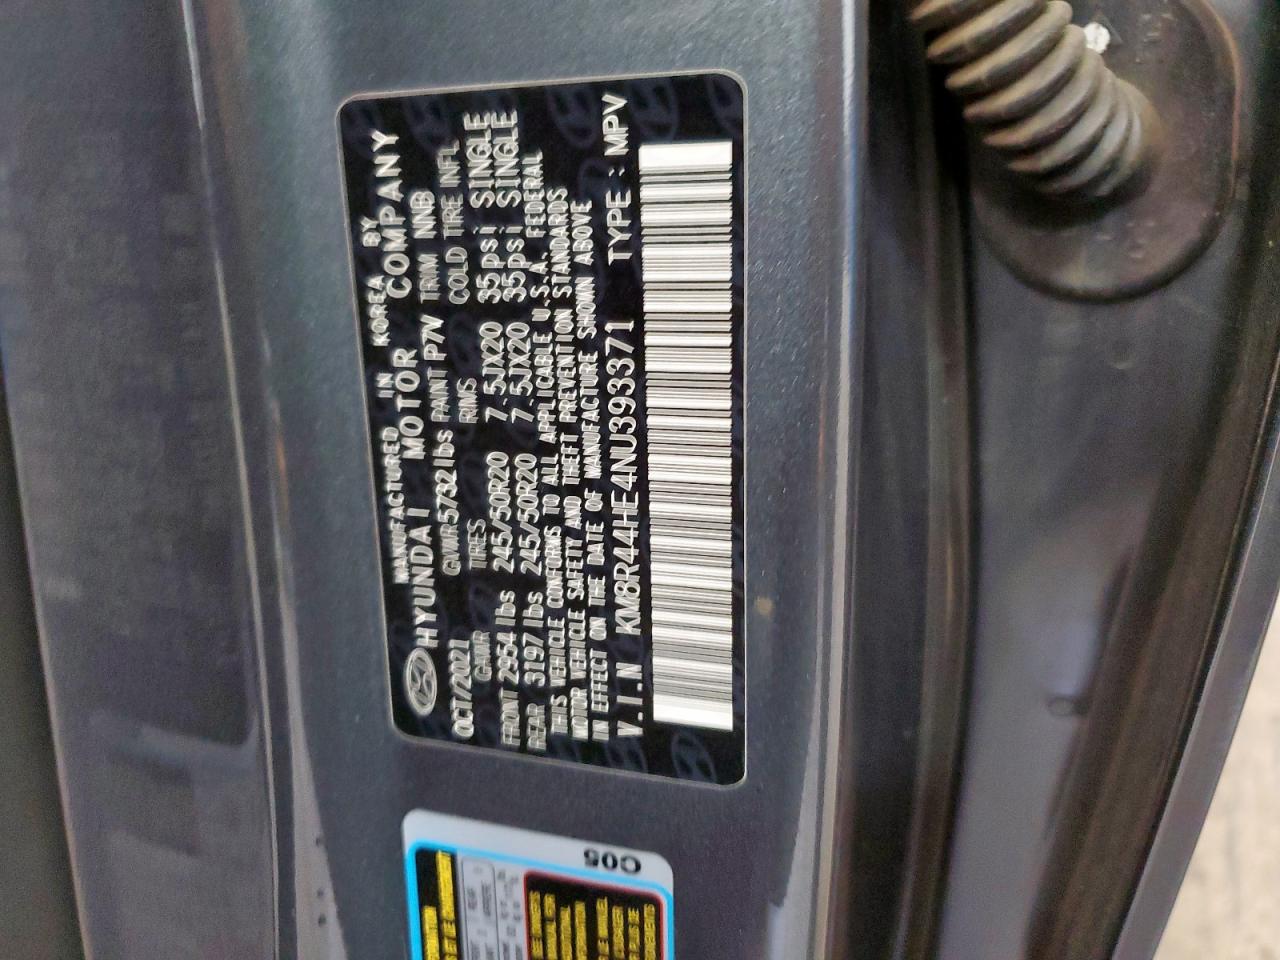 MANUFACTURED IN KOREA BY
HYUNDAI MOTOR COMPANY
OCT/2021 GVWR 5732 lbs PAINT P7V TRIM NNB
GAWR TIRES RIMS COLD TIRE INFL
FRONT 2954 lbs 245/50R20 7.5JX20 35psi SINGLE
REAR 3197 lbs 245/50R20 7.5JX20 35psi SINGLE
THIS VEHICLE CONFORMS TO ALL APPLICABLE U.S.A. FEDERAL
MOTOR VEHICLE SAFETY AND THEFT PREVENTION STANDARDS
IN EFFECT ON THE DATE OF MANUFACTURE SHOWN ABOVE
V.I.N KM8R44HE4NU393371 TYPE : MPV
C05